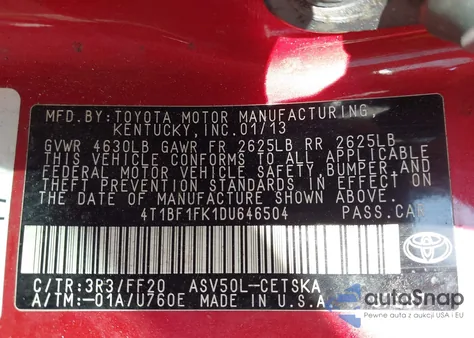 MFD.BY: TOYOTA MOTOR MANUFACTURING,
KENTUCKY, INC. 01/13
GVWR 4630LB GAWR FR 2625LB RR 2625LB
THIS VEHICLE CONFORMS TO ALL APPLICABLE
FEDERAL MOTOR VEHICLE SAFETY, BUMPER, AND
THEFT PREVENTION STANDARDS IN EFFECT ON
THE DATE OF MANUFACTURE SHOWN ABOVE.
4T1BF1FK1DU646504 PASS.CAR
C/TR:3R3/FF20 ASV50L-CETSKA
A/TM:-01A/U760E MADE IN U.S.A.
TOYOTA
autoSnap
Pewne auta z aukcji USA i EU